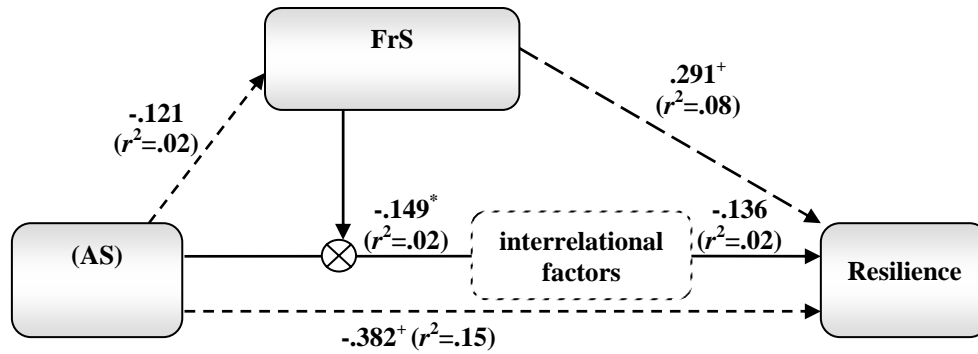 FrS
.291⁺
(r²=.08)
-.121
(r²=.02)
(AS)
-.149*
(r²=.02)
interrelational
factors
-.136
(r²=.02)
Resilience
-.382⁺ (r²=.15)